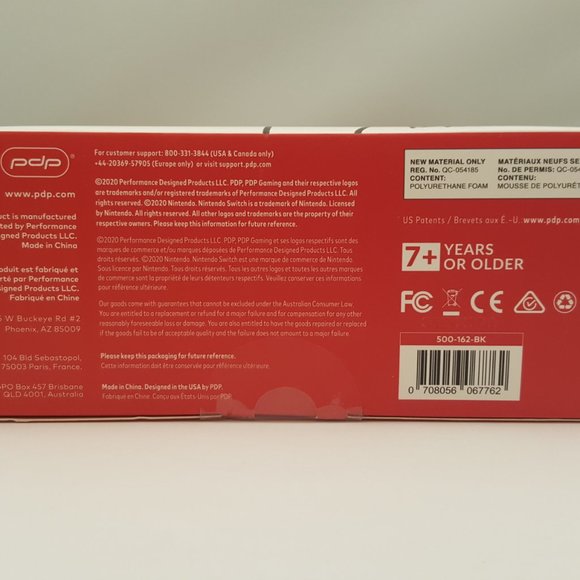 pdp®
www.pdp.com
duct is manufactured
ted by Performance
signed Products LLC.
Made in China
oduit est fabriqué et
rté par Performance
signed Products LLC.
Fabriqué en Chine
5 W Buckeye Rd #2
Phoenix, AZ 85009
104 Bld Sebastopol,
75003 Paris, France.
GPO Box 457 Brisbane
QLD 4001, Australia
For customer support: 800-331-3844 (USA & Canada only)
+44-20369-57905 (Europe only) or visit support.pdp.com
©2020 Performance Designed Products LLC. PDP, PDP Gaming and their respective logos
are trademarks and/or registered trademarks of Performance Designed Products LLC. All
rights reserved. ©2020 Nintendo. Nintendo Switch is a trademark of Nintendo. Licensed
by Nintendo. All rights reserved. All other logos and trademarks are the property of their
respective owners. Please keep this information for future reference.
©2020 Performance Designed Products LLC. PDP, PDP Gaming et ses logos respectifs sont des
marques de commerce et/ou marques déposées de Performance Designed Products LLC. Tous
droits réservés. ©2020 Nintendo. Nintendo Switch est une marque de commerce de Nintendo.
Sous licence par Nintendo. Tous droits réservés. Tous les autres logos et toutes les marques
de commerce sont la propriété de leurs détenteurs respectifs. Veuillez conserver ces informations
pour référence ultérieure.
Our goods come with guarantees that cannot be excluded under the Australian Consumer Law.
You are entitled to a replacement or refund for a major failure and for compensation for any other
reasonably foreseeable loss or damage. You are also entitled to have the goods repaired or replaced
if the goods fail to be of acceptable quality and the failure does not amount to a major failure.
Please keep this packaging for future reference.
Cette information doit être conservée pour référence ultérieure.
Made in China. Designed in the USA by PDP.
Fabriqué en Chine. Conçu aux États-Unis par PDP.
NEW MATERIAL ONLY
REG. No. QC-054185
CONTENT:
POLYURETHANE FOAM
MATÉRIAUX NEUFS SE
No. DE PERMIS: QC-054
CONTENU:
MOUSSE DE POLYURÉT
US Patents / Brevets aux É.-U. www.pdp.com
7+ YEARS
OR OLDER
FC CE
500-162-BK
0 708056 067762